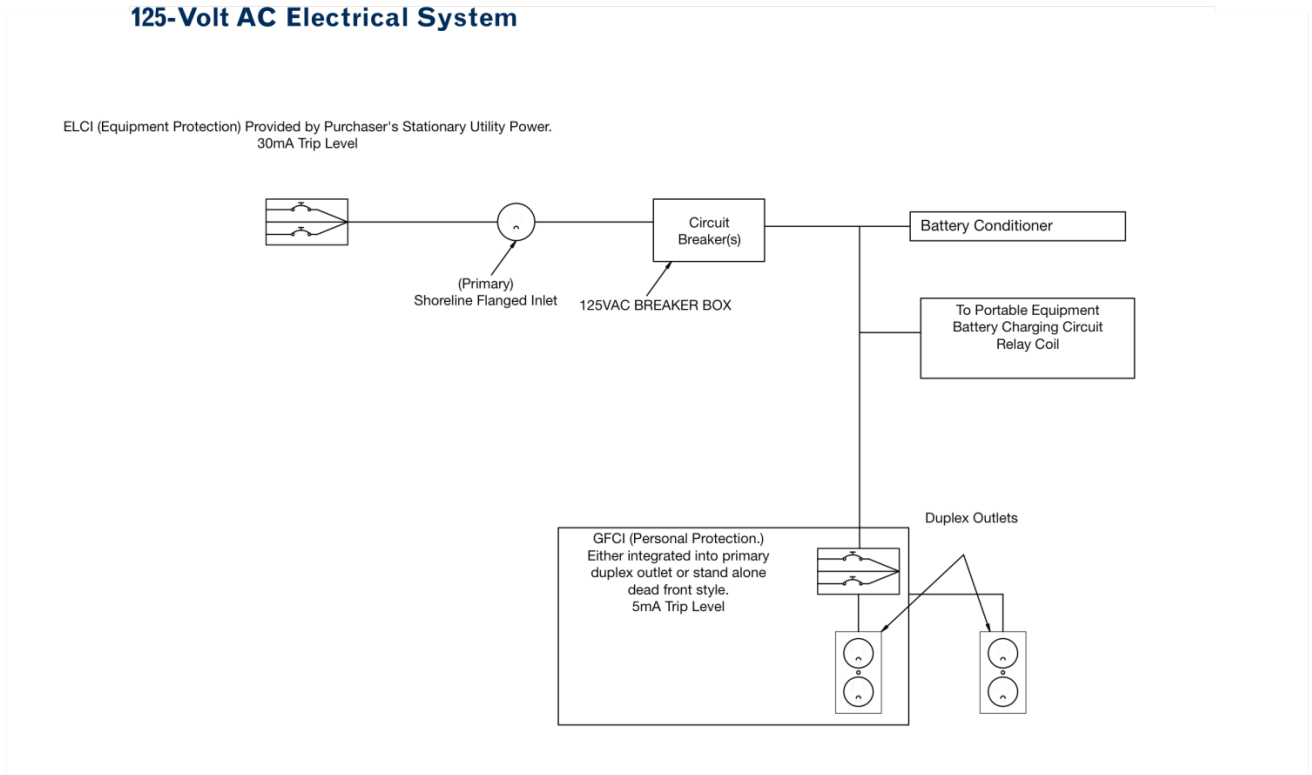 125-Volt AC Electrical System
ELCI (Equipment Protection) Provided by Purchaser's Stationary Utility Power.
30mA Trip Level
Circuit
Breaker(s)
Battery Conditioner
(Primary)
Shoreline Flanged Inlet
125VAC BREAKER BOX
To Portable Equipment
Battery Charging Circuit
Relay Coil
Duplex Outlets
GFCI (Personal Protection.)
Either integrated into primary
duplex outlet or stand alone
dead front style.
5mA Trip Level